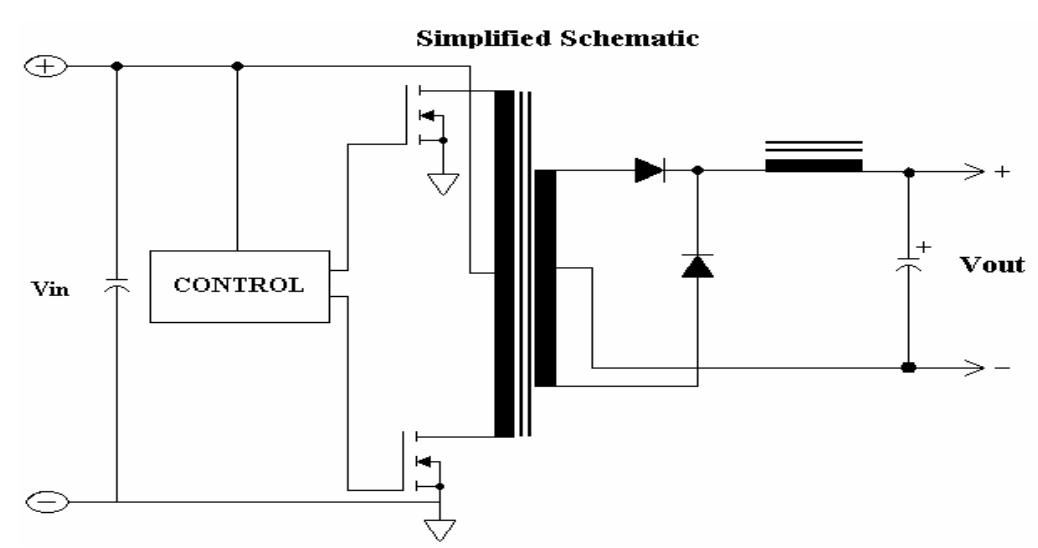 Simplified Schematic
+
+
CONTROL
Vin
+
Vout
−
−